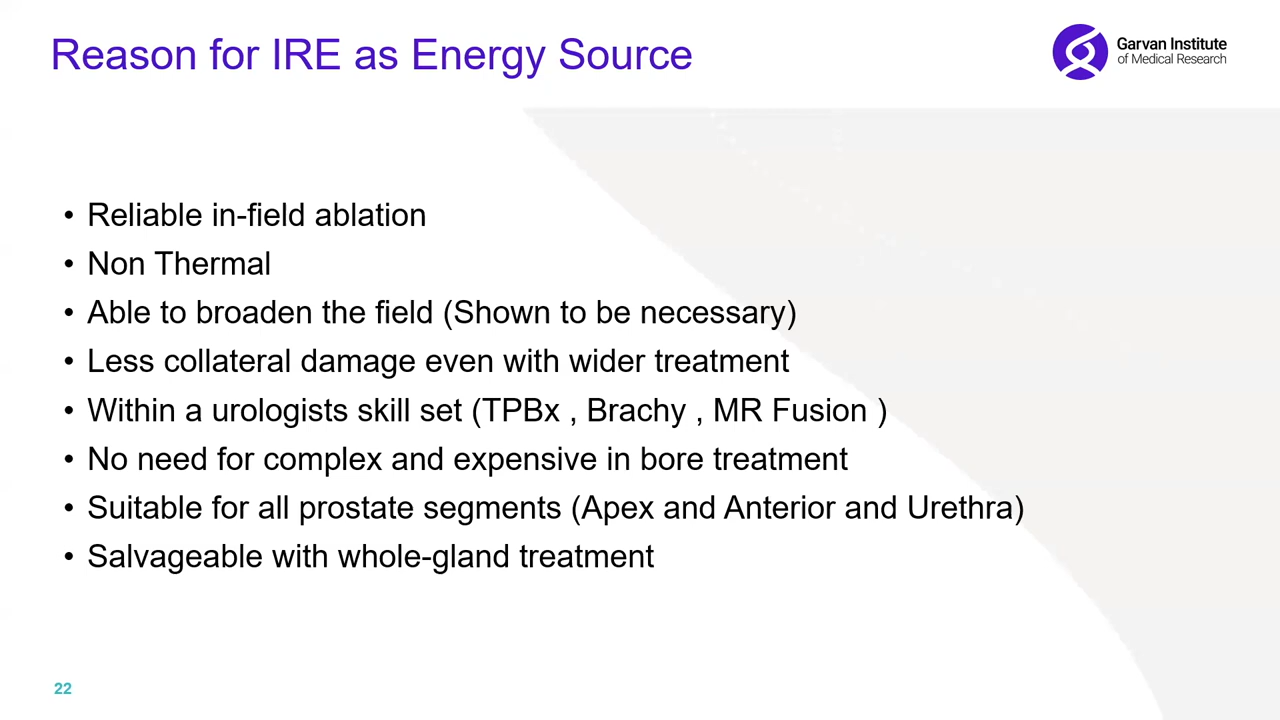 Reason for IRE as Energy Source
Garvan Institute
of Medical Research
• Reliable in-field ablation
• Non Thermal
• Able to broaden the field (Shown to be necessary)
• Less collateral damage even with wider treatment
• Within a urologists skill set (TPBx , Brachy , MR Fusion )
• No need for complex and expensive in bore treatment
• Suitable for all prostate segments (Apex and Anterior and Urethra)
• Salvageable with whole-gland treatment
22